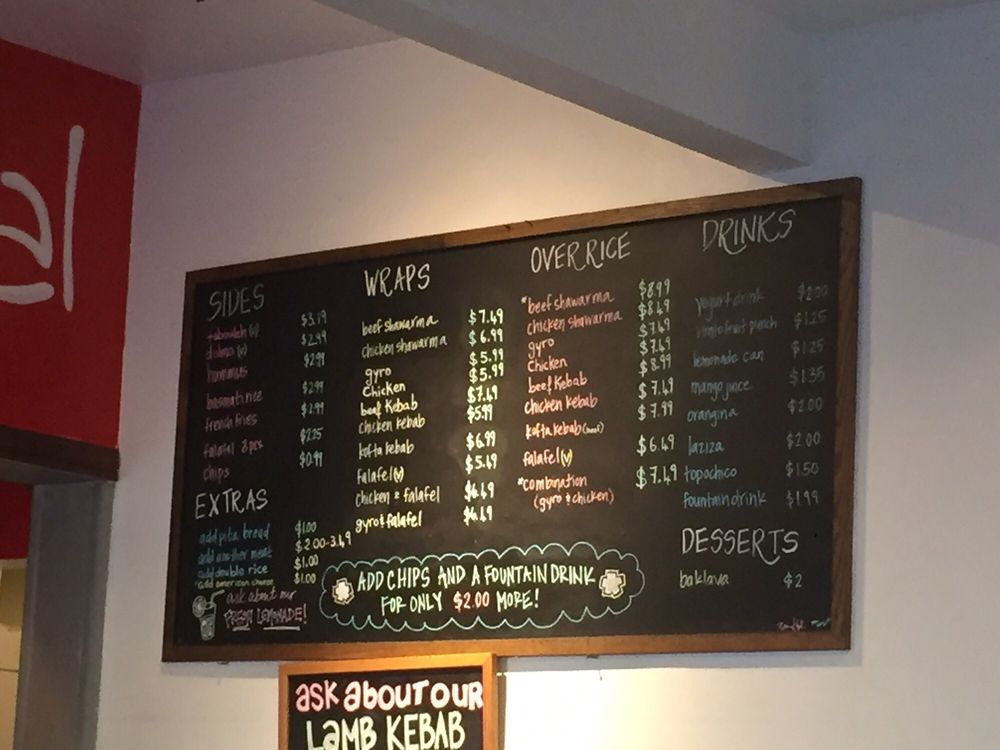 al
SIDES
tabouleh (v) $3.19
dolma (v) $2.99
hummus $2.99
basmati rice $2.99
french fries $2.99
falafel 3pcs $2.25
chips $0.99
EXTRAS
add pita bread $1.00
add another meat $2.00-3.49
add double rice $1.00
*add american cheese $1.00
ask about our
FRESH LEMONADE!
WRAPS
beef shawarma $7.49
chicken shawarma $6.99
gyro $5.99
Chicken $5.99
beef Kebab $7.49
chicken kebab $5.99
kofta kebab $6.99
falafel (v) $5.49
chicken & falafel $6.49
gyro & falafel $6.49
OVER RICE
*beef shawarma $8.99
chicken shawarma $8.49
gyro $7.49
Chicken $7.49
beef Kebab $8.99
chicken kebab $7.49
kofta kebab (beef) $7.99
falafel (v) $6.49
*combination $7.49
(gyro & chicken)
DRINKS
yogurt drink $2.00
vimto fruit punch $1.25
lemonade can $1.25
mango juice $1.35
orangina $2.00
laziza $2.00
topochico $1.50
fountain drink $1.99
DESSERTS
baklava $2
ADD CHIPS AND A FOUNTAIN DRINK
FOR ONLY $2.00 MORE!
ask about our
LAMB KEBAB